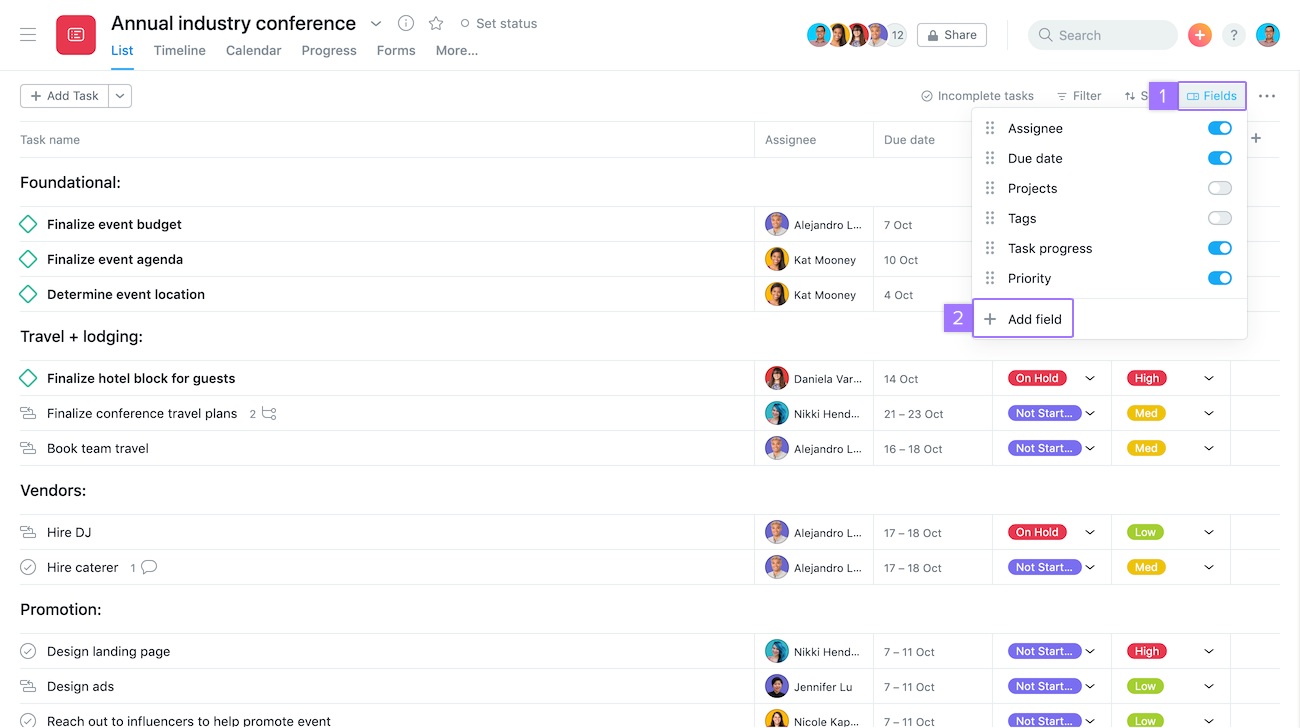 Annual industry conference
Set status
12
Share
Search
+
?
List Timeline Calendar Progress Forms More...
+ Add Task
Incomplete tasks
Filter
S
1
Fields
...
Task name
Assignee
Due date
+
Assignee
Due date
Projects
Tags
Task progress
Priority
2
+ Add field
Foundational:
Finalize event budget Alejandro L... 7 Oct
Finalize event agenda Kat Mooney 10 Oct
Determine event location Kat Mooney 4 Oct
Travel + lodging:
Finalize hotel block for guests Daniela Var... 14 Oct On Hold High
Finalize conference travel plans 2 Nikki Hend... 21 – 23 Oct Not Start... Med
Book team travel Alejandro L... 16 – 18 Oct Not Start... Med
Vendors:
Hire DJ Alejandro L... 17 – 18 Oct On Hold Low
Hire caterer 1 Alejandro L... 17 – 18 Oct Not Start... Med
Promotion:
Design landing page Nikki Hend... 7 – 11 Oct Not Start... High
Design ads Jennifer Lu 7 – 11 Oct Not Start... Low
Reach out to influencers to help promote event Nicole Kap... 7 – 11 Oct Not Start... Low